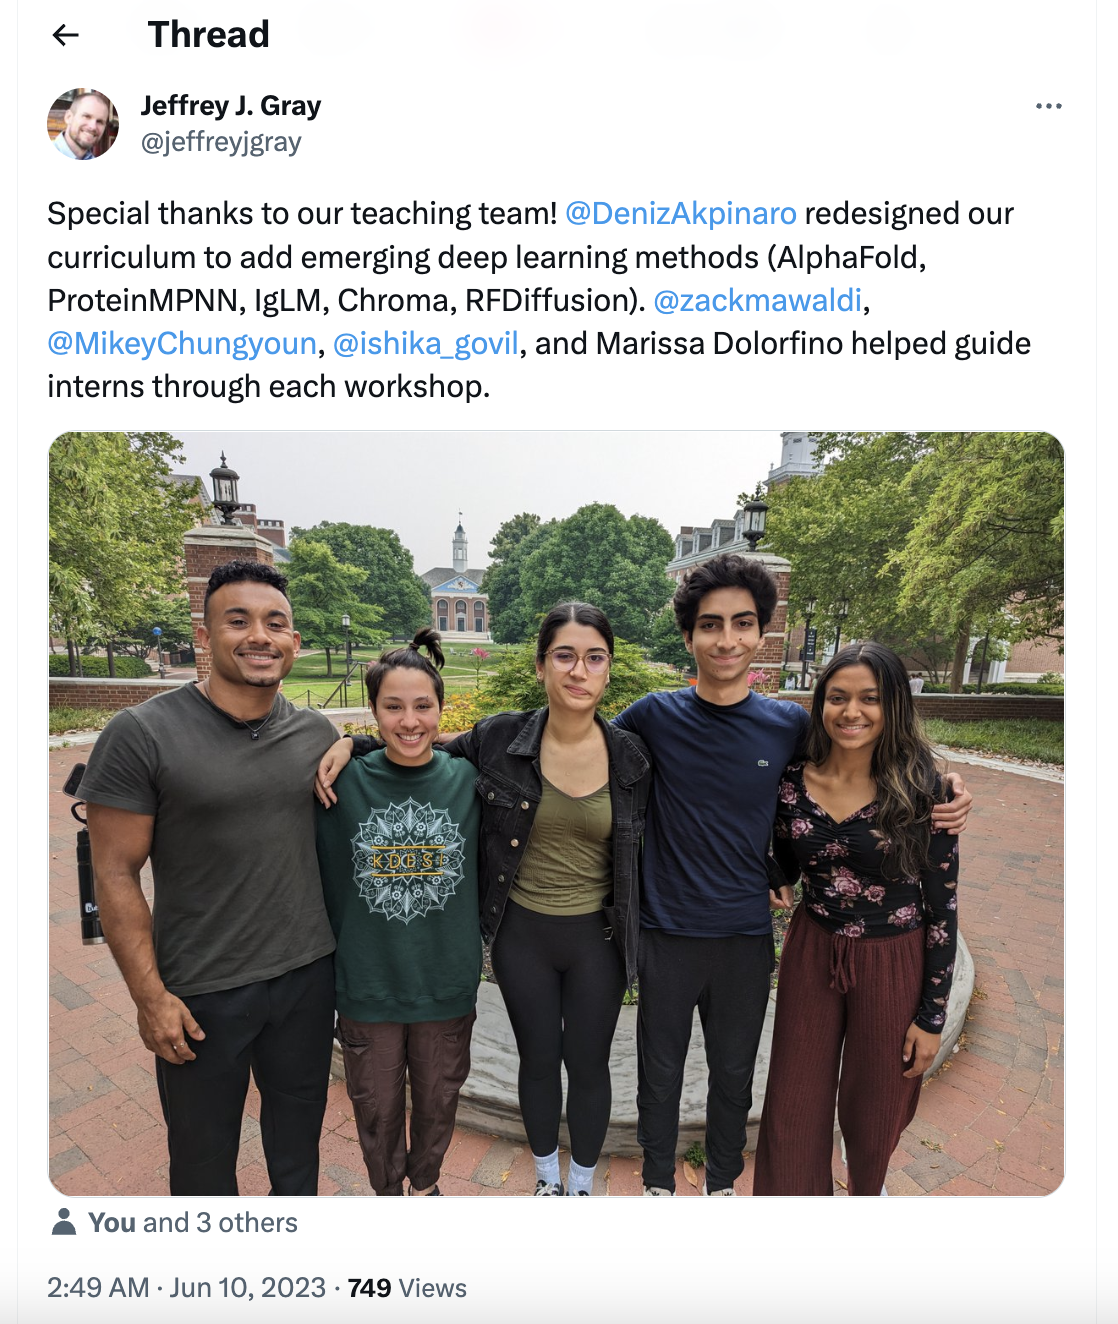 Thread
Jeffrey J. Gray
@jeffreyjgray
Special thanks to our teaching team! @DenizAkpinaro redesigned our
curriculum to add emerging deep learning methods (AlphaFold,
ProteinMPNN, IgLM, Chroma, RFDiffusion). @zackmawaldi,
@MikeyChungyoun, @ishika_govil, and Marissa Dolorfino helped guide
interns through each workshop.
You and 3 others
2:49 AM · Jun 10, 2023 · 749 Views